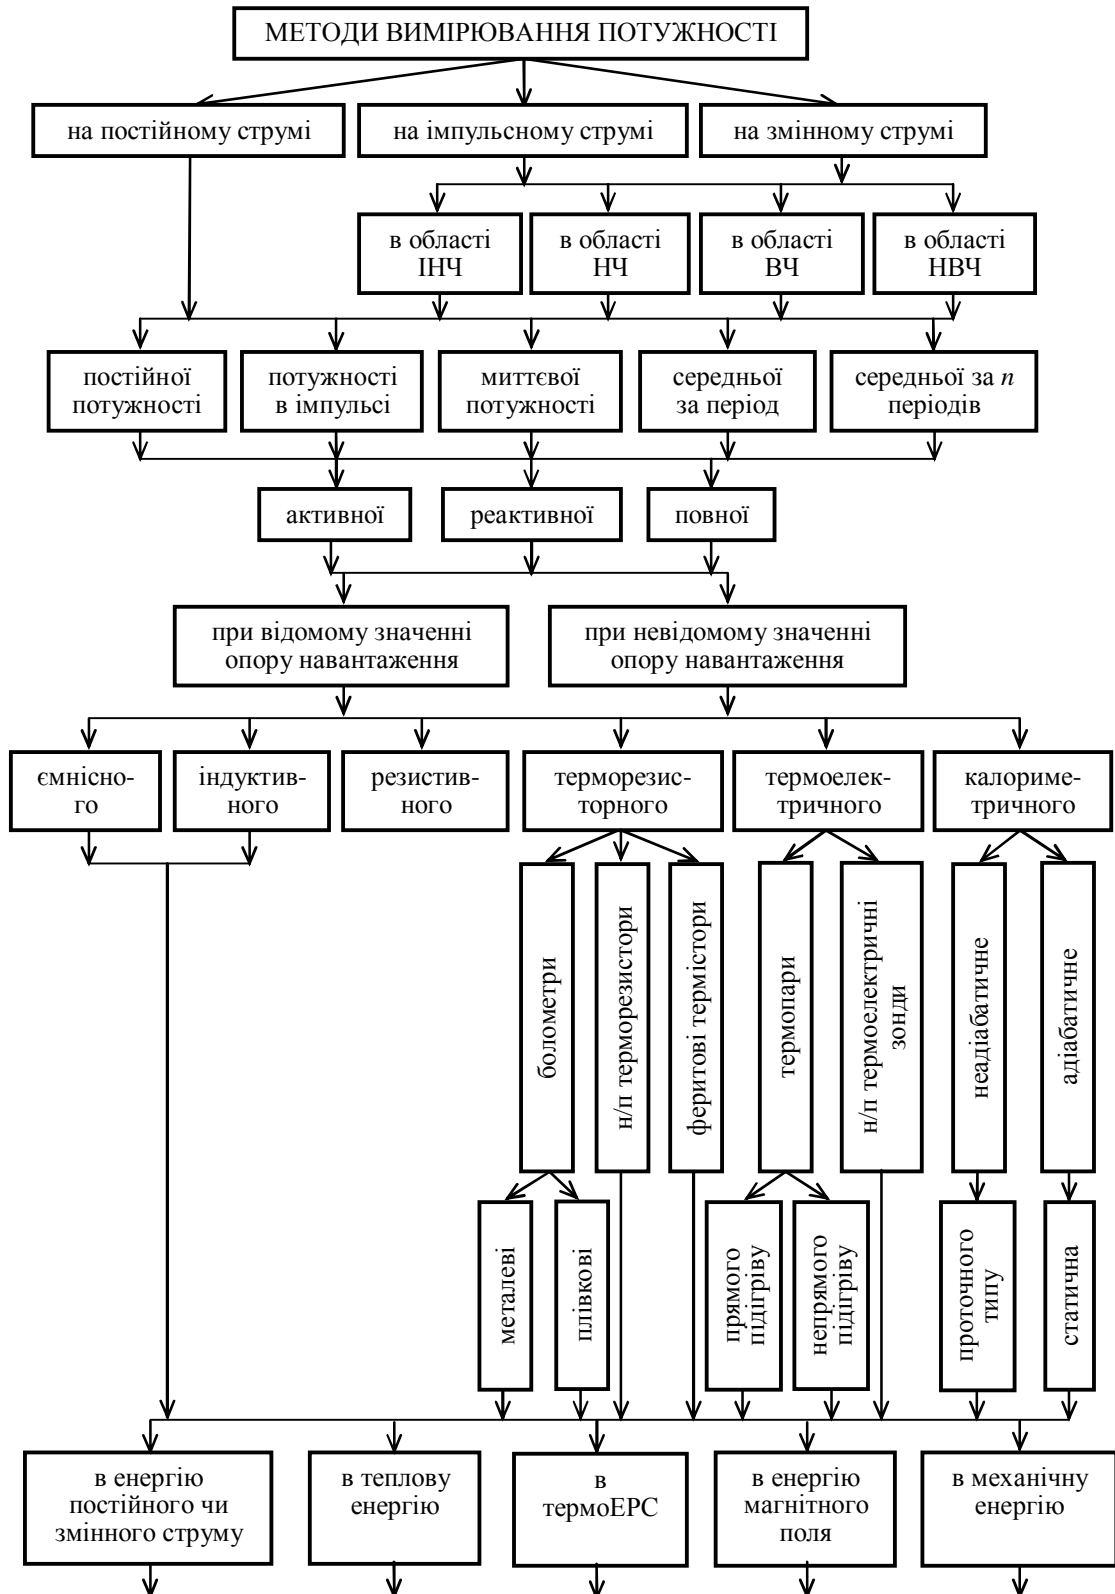 МЕТОДИ ВИМІРЮВАННЯ ПОТУЖНОСТІ
на постійному струмі
на імпульсному струмі
на змінному струмі
в області
ІНЧ
в області
НЧ
в області
ВЧ
в області
НВЧ
постійної
потужності
потужності
в імпульсі
миттєвої
потужності
середньої
за період
середньої за n
періодів
активної
реактивної
повної
при відомому значенні
опору навантаження
при невідомому значенні
опору навантаження
ємнісно-
го
індуктив-
ного
резистив-
ного
терморезис-
торного
термоелек-
тричного
калориме-
тричного
болометри
н/п терморезистори
феритові термістори
термопари
н/п термоелектричні
зонди
неадіабатичне
адіабатичне
металеві
плівкові
прямого
підігріву
непрямого
підігріву
проточного
типу
статична
в енергію
постійного чи
змінного струму
в теплову
енергію
в
термоЕРС
в енергію
магнітного
поля
в механічну
енергію